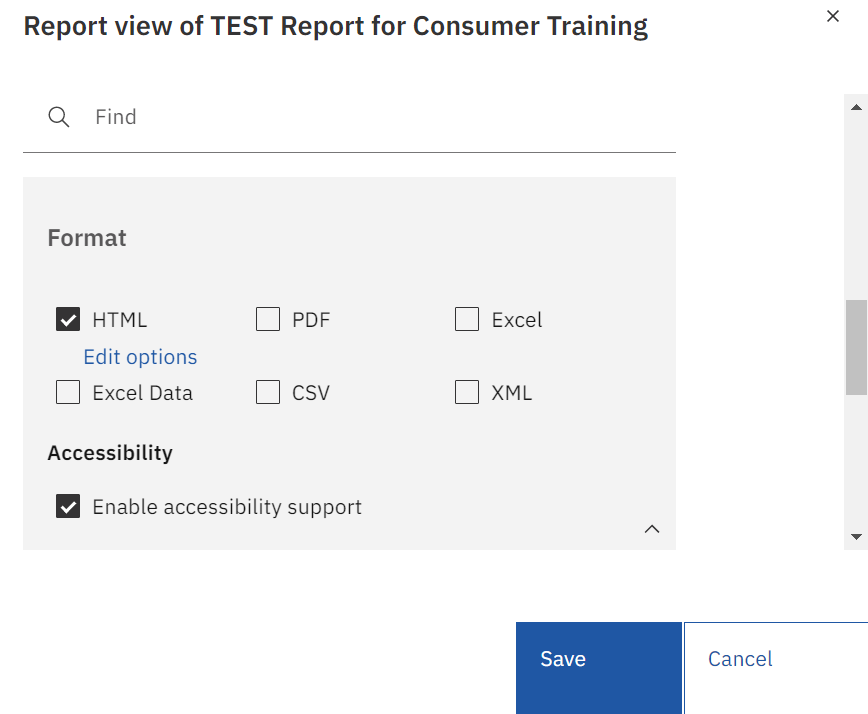 Report view of TEST Report for Consumer Training
Find
Format
HTML PDF Excel
Edit options
Excel Data CSV XML
Accessibility
Enable accessibility support
Save Cancel